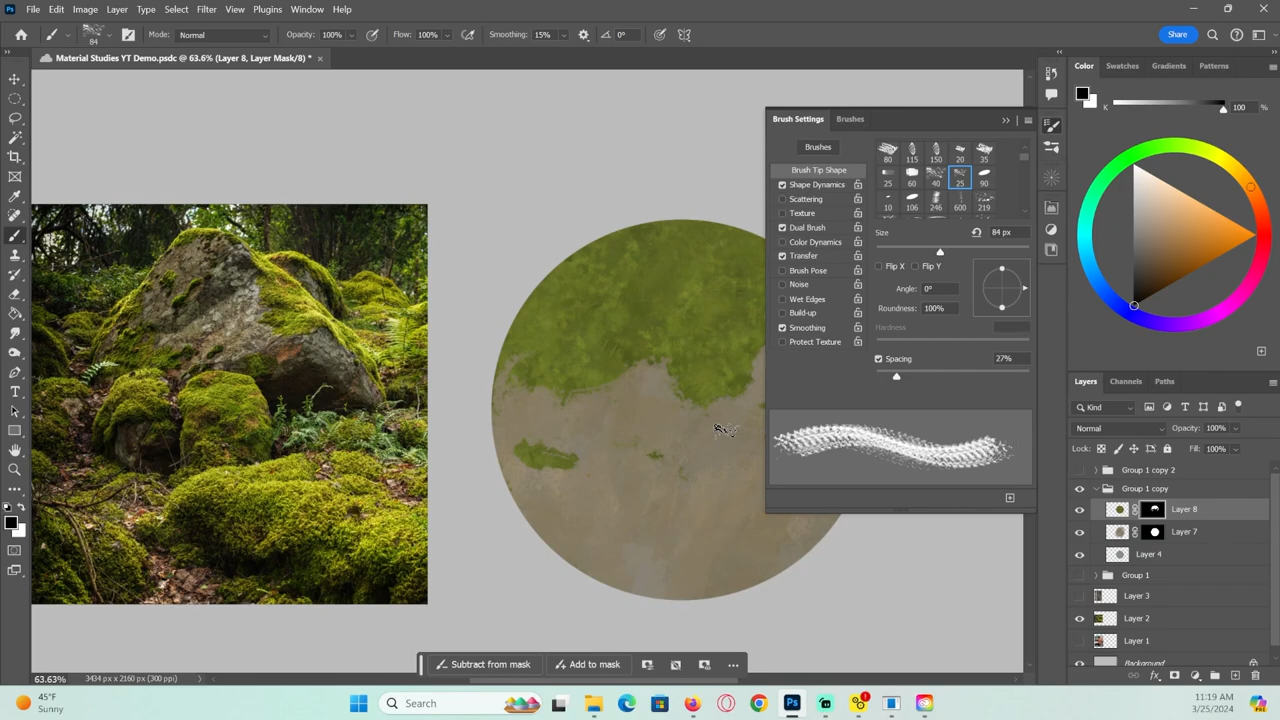 Ps File Edit Image Layer Type Select Filter View Plugins Window Help
84 Mode: Normal Opacity: 100% Flow: 100% Smoothing: 15% 0° Share
Material Studies YT Demo.psdc @ 63.6% (Layer 8, Layer Mask/8) *
Brush Settings Brushes
Brushes
Brush Tip Shape
Shape Dynamics
Scattering
Texture
Dual Brush
Color Dynamics
Transfer
Brush Pose
Noise
Wet Edges
Build-up
Smoothing
Protect Texture
80 115 150 20 35
25 60 40 25 90
10 106 246 600 219
Size 84 px
Flip X Flip Y
Angle: 0°
Roundness: 100%
Hardness
Spacing 27%
Color Swatches Gradients Patterns
K 100 %
Layers Channels Paths
Kind
Normal Opacity: 100%
Lock: Fill: 100%
Group 1 copy 2
Group 1 copy
Layer 8
Layer 7
Layer 4
Group 1
Layer 3
Layer 2
Layer 1
Background
Subtract from mask Add to mask
63.63% 3434 px x 2160 px (300 ppi)
45°F
Sunny
Search
Ps
1
11:19 AM
3/25/2024